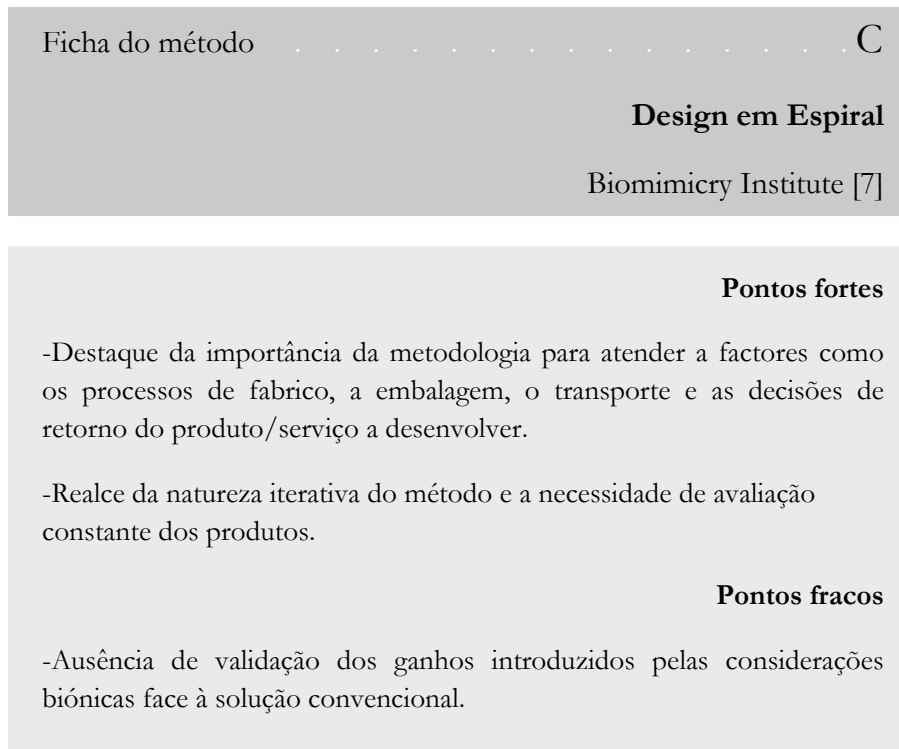 Ficha do método . . . . . . . . . . . . . . . C
Design em Espiral
Biomimicry Institute [7]
Pontos fortes
-Destaque da importância da metodologia para atender a factores como
os processos de fabrico, a embalagem, o transporte e as decisões de
retorno do produto/serviço a desenvolver.
-Realce da natureza iterativa do método e a necessidade de avaliação
constante dos produtos.
Pontos fracos
-Ausência de validação dos ganhos introduzidos pelas considerações
biónicas face à solução convencional.